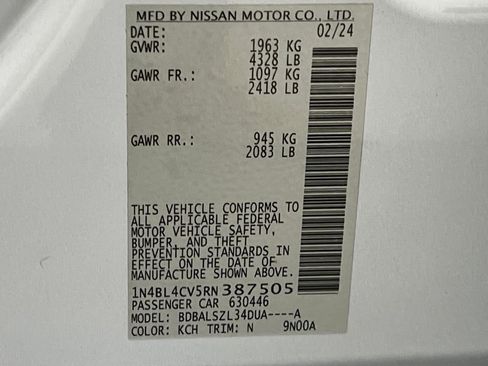 MFD BY NISSAN MOTOR CO., LTD.
DATE: 02/24
GVWR: 1963 KG
4328 LB
GAWR FR.: 1097 KG
2418 LB
GAWR RR.: 945 KG
2083 LB
THIS VEHICLE CONFORMS TO
ALL APPLICABLE FEDERAL
MOTOR VEHICLE SAFETY,
BUMPER, AND THEFT
PREVENTION STANDARDS IN
EFFECT ON THE DATE OF
MANUFACTURE SHOWN ABOVE.
1N4BL4CV5RN387505
PASSENGER CAR 630446
MODEL: BDBALSZL34DUA----A
COLOR: KCH TRIM: N 9N00A